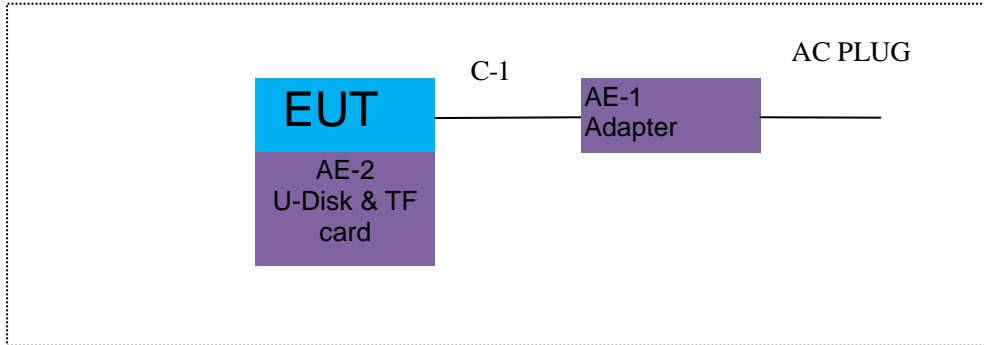 AC PLUG
C-1
EUT
AE-1
Adapter
AE-2
U-Disk & TF
card